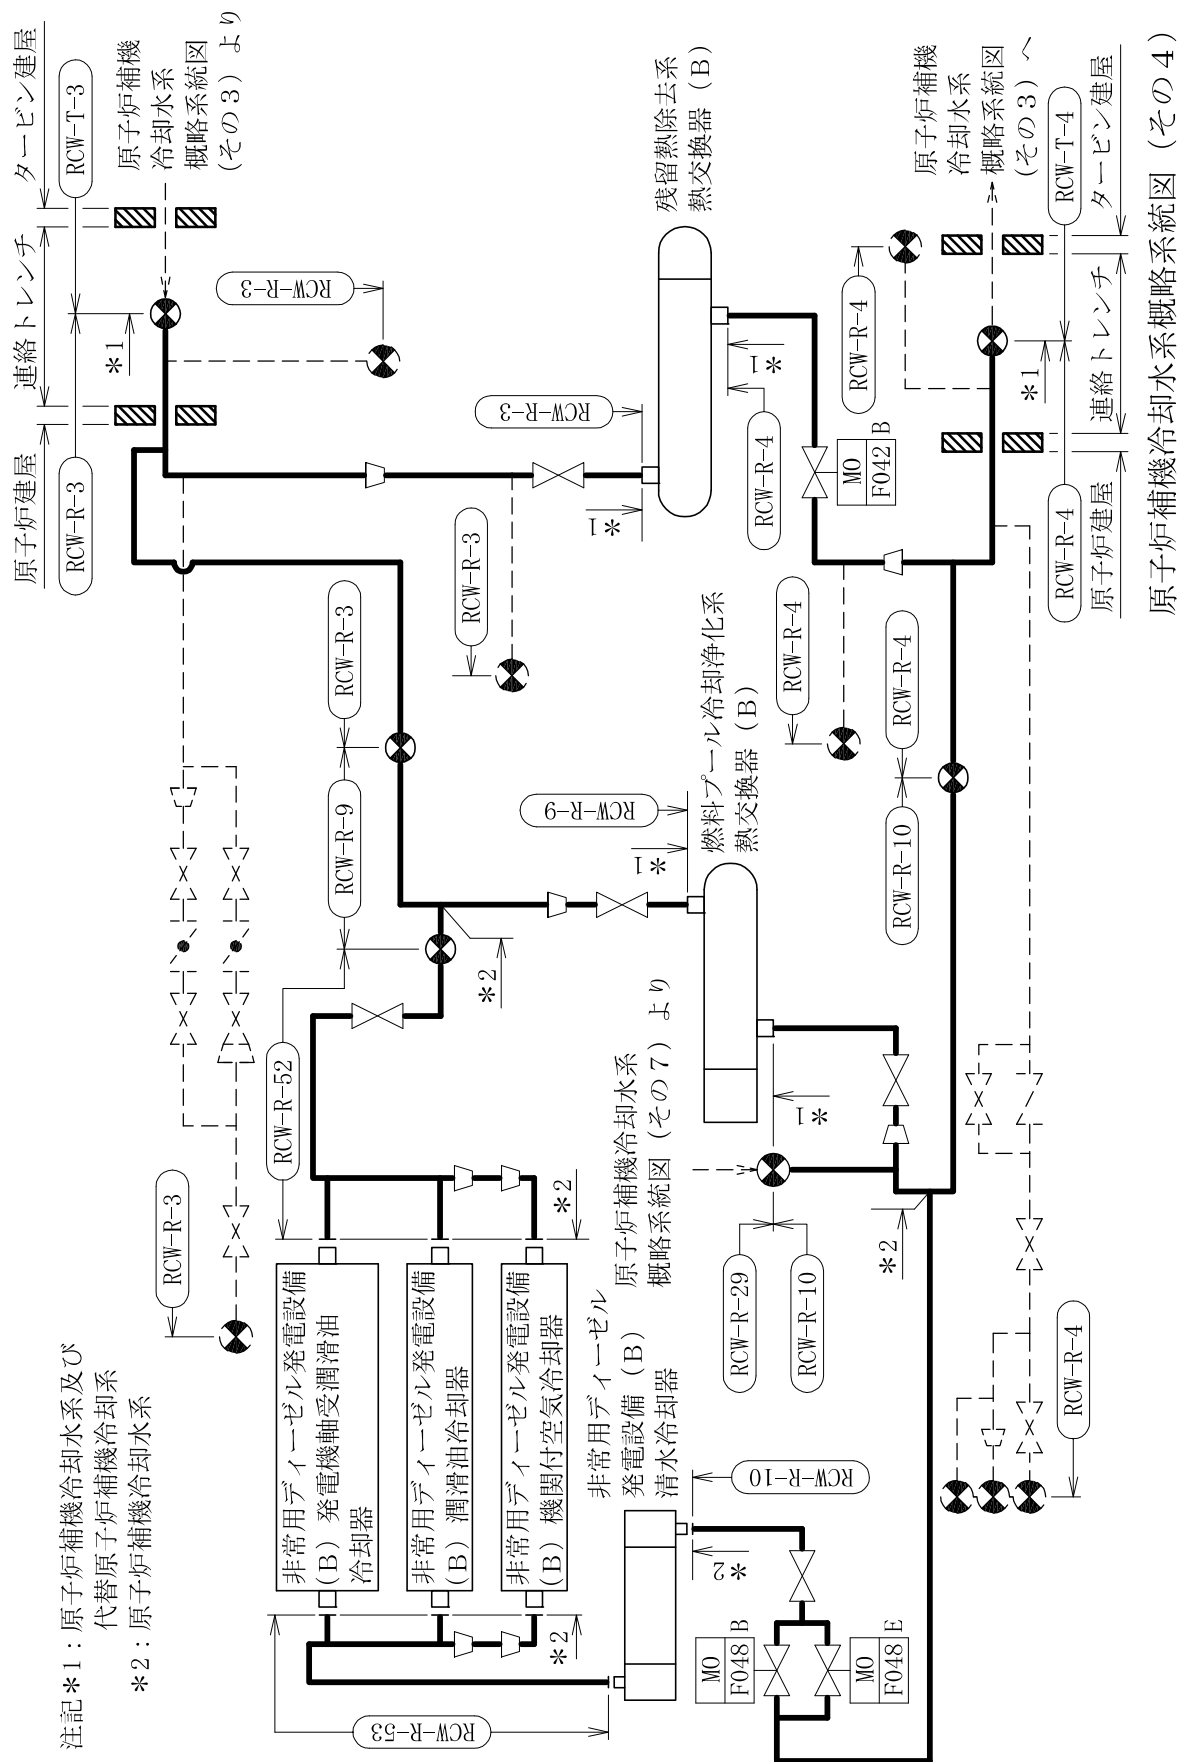 原子炉建屋
連絡トレンチ
タービン建屋
RCW-R-3
RCW-T-3
原子炉補機
冷却水系
概略系統図
(その3) より
*1
RCW-R-3
RCW-R-3
*1
RCW-R-3
残留熱除去系
熱交換器 (B)
*1
RCW-R-4
MO
F042
B
RCW-R-4
原子炉補機
冷却水系
概略系統図
(その3) へ
*1
RCW-R-4
RCW-T-4
原子炉建屋
連絡トレンチ
タービン建屋
RCW-R-4
RCW-R-3
RCW-R-9
RCW-R-52
*2
RCW-R-9
*1
燃料プール冷却浄化系
熱交換器 (B)
*1
RCW-R-10
RCW-R-4
原子炉補機冷却水系
概略系統図 (その7) より
RCW-R-29
RCW-R-10
*2
RCW-R-3
非常用ディーゼル発電設備
(B) 発電機軸受潤滑油
冷却器
非常用ディーゼル発電設備
(B) 潤滑油冷却器
非常用ディーゼル発電設備
(B) 機関付空気冷却器
*2
*2
RCW-R-53
非常用ディーゼル
発電設備 (B)
清水冷却器
*2
RCW-R-10
MO
F048
B
MO
F048
E
RCW-R-4
注記*1:原子炉補機冷却水系及び
代替原子炉補機冷却系
*2:原子炉補機冷却水系
原子炉補機冷却水系概略系統図 (その4)